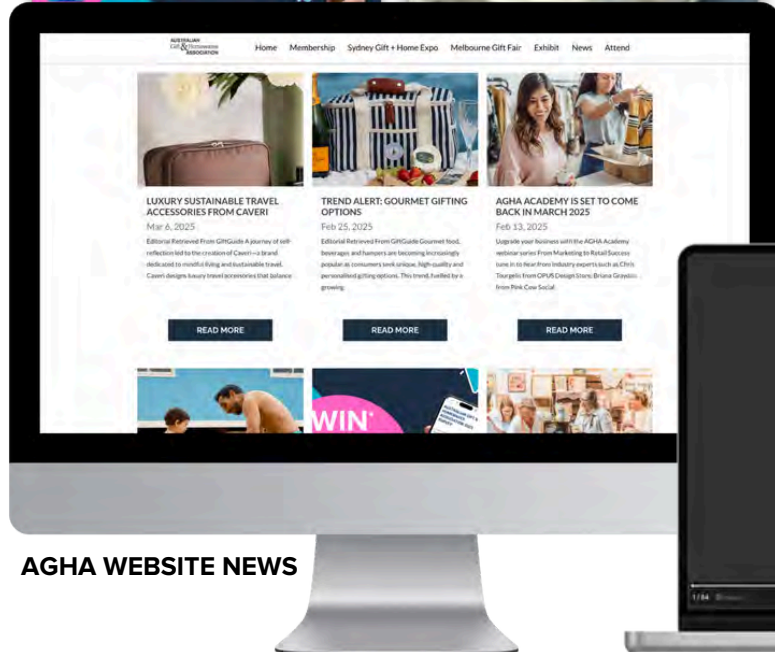 AUSTRALIAN
Gift & Homewares
ASSOCIATION
Home Membership Sydney Gift + Home Expo Melbourne Gift Fair Exhibit News Attend
LUXURY SUSTAINABLE TRAVEL
ACCESSORIES FROM CAVERI
Mar 6, 2025
Editorial Retrieved From GiftGuide A journey of self-
reflection led to the creation of Caveri—a brand
dedicated to mindful living and sustainable travel.
Caveri designs luxury travel accessories that balance
READ MORE
TREND ALERT: GOURMET GIFTING
OPTIONS
Feb 25, 2025
Editorial Retrieved From GiftGuide Gourmet food,
beverages and hampers are becoming increasingly
popular as consumers seek unique, high-quality and
personalised gifting options. This trend, fuelled by a
growing
READ MORE
AGHA ACADEMY IS SET TO COME
BACK IN MARCH 2025
Feb 13, 2025
Upgrade your business with the AGHA Academy
webinar series From Marketing to Retail Success
tune in to hear from industry experts such as Chris
Tourgelis from OPUS Design Store; Briana
from Pink Cow Social
READ MORE
WIN*
AUSTRALIAN GIFT &
HOMEWARES
ASSOCIATION
AGHA WEBSITE NEWS
1/84